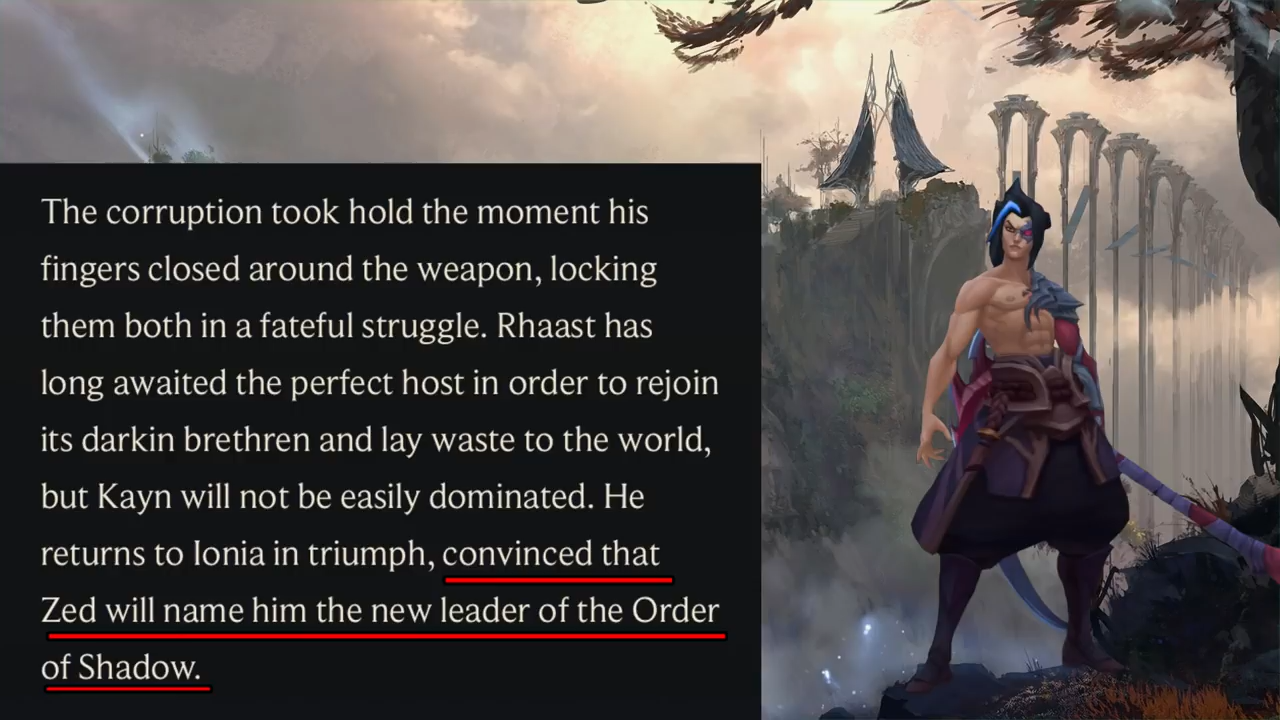 The corruption took hold the moment his
fingers closed around the weapon, locking
them both in a fateful struggle. Rhaast has
long awaited the perfect host in order to rejoin
its darkin brethren and lay waste to the world,
but Kayn will not be easily dominated. He
returns to Ionia in triumph, convinced that
Zed will name him the new leader of the Order
of Shadow.